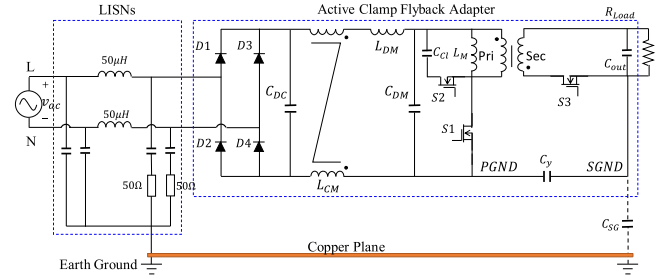 LISNs
Active Clamp Flyback Adapter
R_Load
50μH
D1
D3
L_DM
C_Cl
L_M
Pri
Sec
C_out
L
+
v_ac
−
N
50μH
C_DC
C_DM
S2
S3
S1
D2
D4
50Ω
50Ω
L_CM
PGND
C_y
SGND
C_SG
Copper Plane
Earth Ground